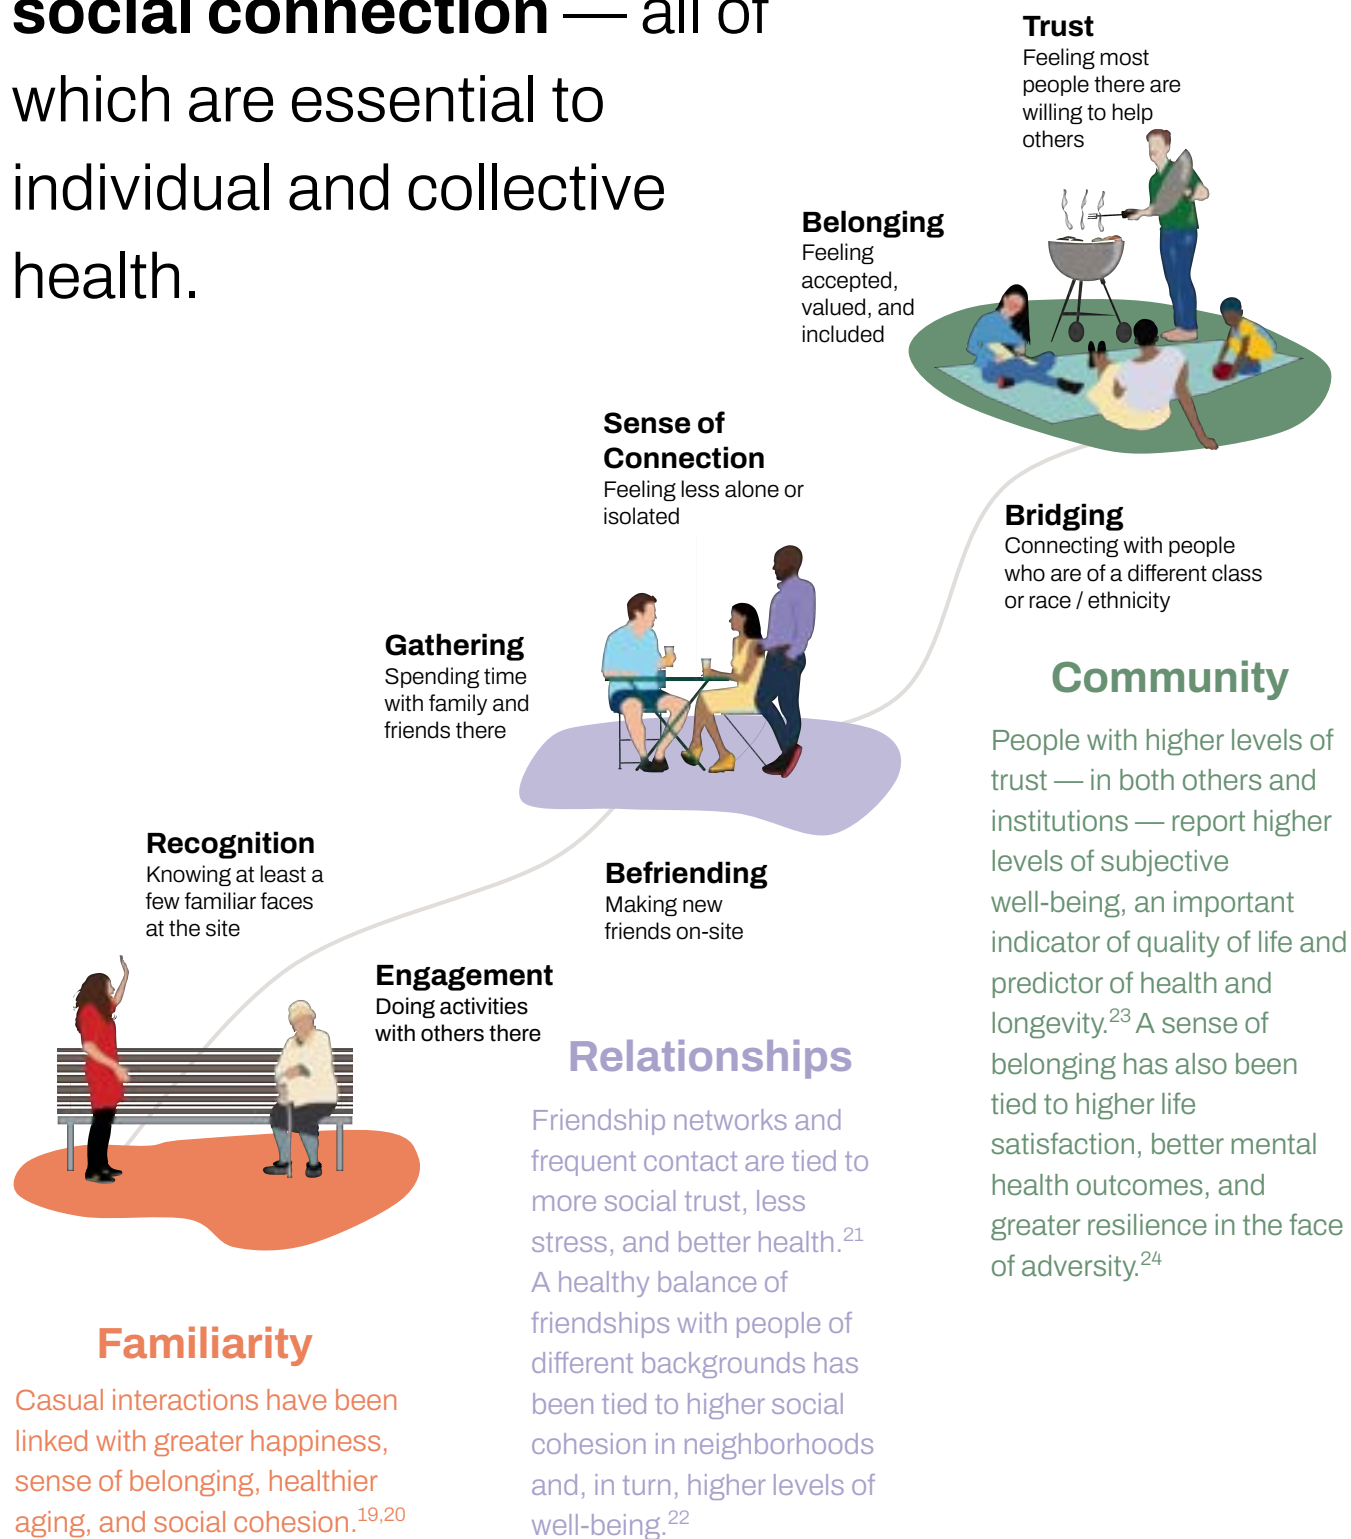 social connection — all of
which are essential to
individual and collective
health.
Trust
Feeling most
people there are
willing to help
others
Belonging
Feeling
accepted,
valued, and
included
Sense of
Connection
Feeling less alone or
isolated
Bridging
Connecting with people
who are of a different class
or race / ethnicity
Gathering
Spending time
with family and
friends there
Befriending
Making new
friends on-site
Recognition
Knowing at least a
few familiar faces
at the site
Engagement
Doing activities
with others there
Familiarity
Casual interactions have been
linked with greater happiness,
sense of belonging, healthier
aging, and social cohesion.19,20
Relationships
Friendship networks and
frequent contact are tied to
more social trust, less
stress, and better health.21
A healthy balance of
friendships with people of
different backgrounds has
been tied to higher social
cohesion in neighborhoods
and, in turn, higher levels of
well-being.22
Community
People with higher levels of
trust — in both others and
institutions — report higher
levels of subjective
well-being, an important
indicator of quality of life and
predictor of health and
longevity.23 A sense of
belonging has also been
tied to higher life
satisfaction, better mental
health outcomes, and
greater resilience in the face
of adversity.24